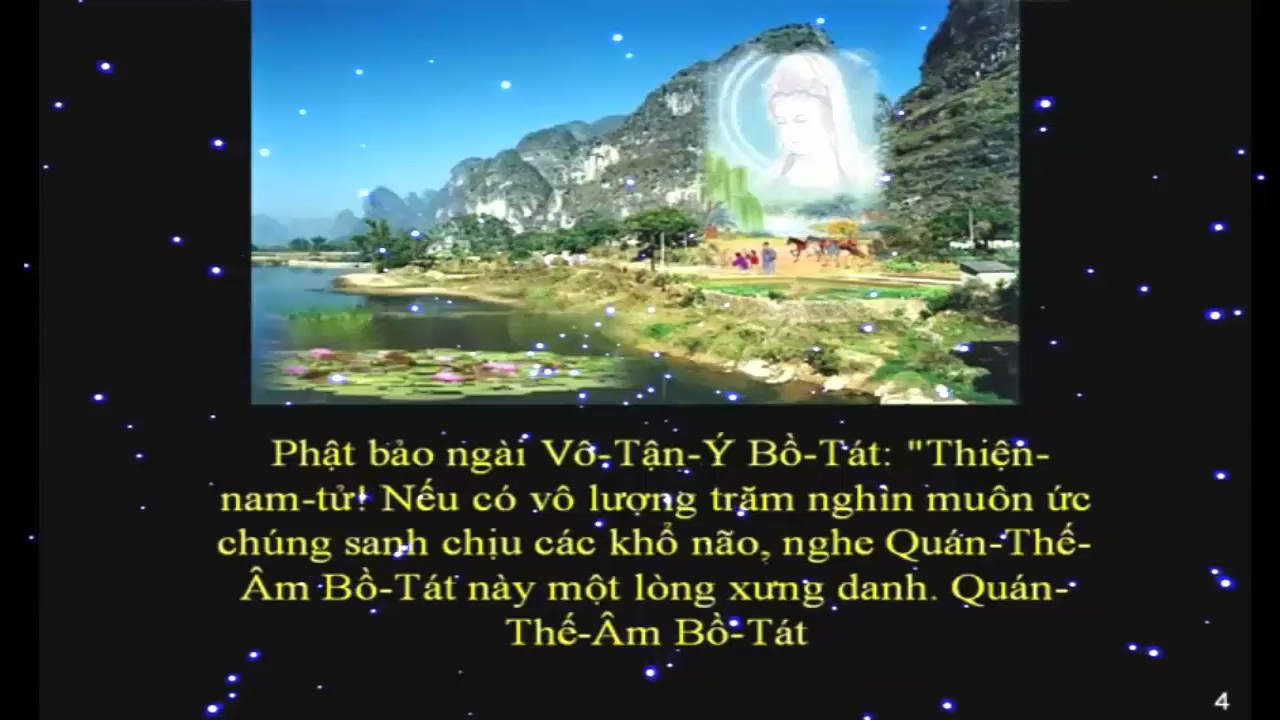 Phật bảo ngài Vô-Tận-Ý Bồ-Tát: "Thiện-
nam-tử! Nếu có vô lượng trăm nghìn muôn ức
chúng sanh chịu các khổ não, nghe Quán-Thế-
Âm Bồ-Tát này một lòng xưng danh. Quán-
Thế-Âm Bồ-Tát
4